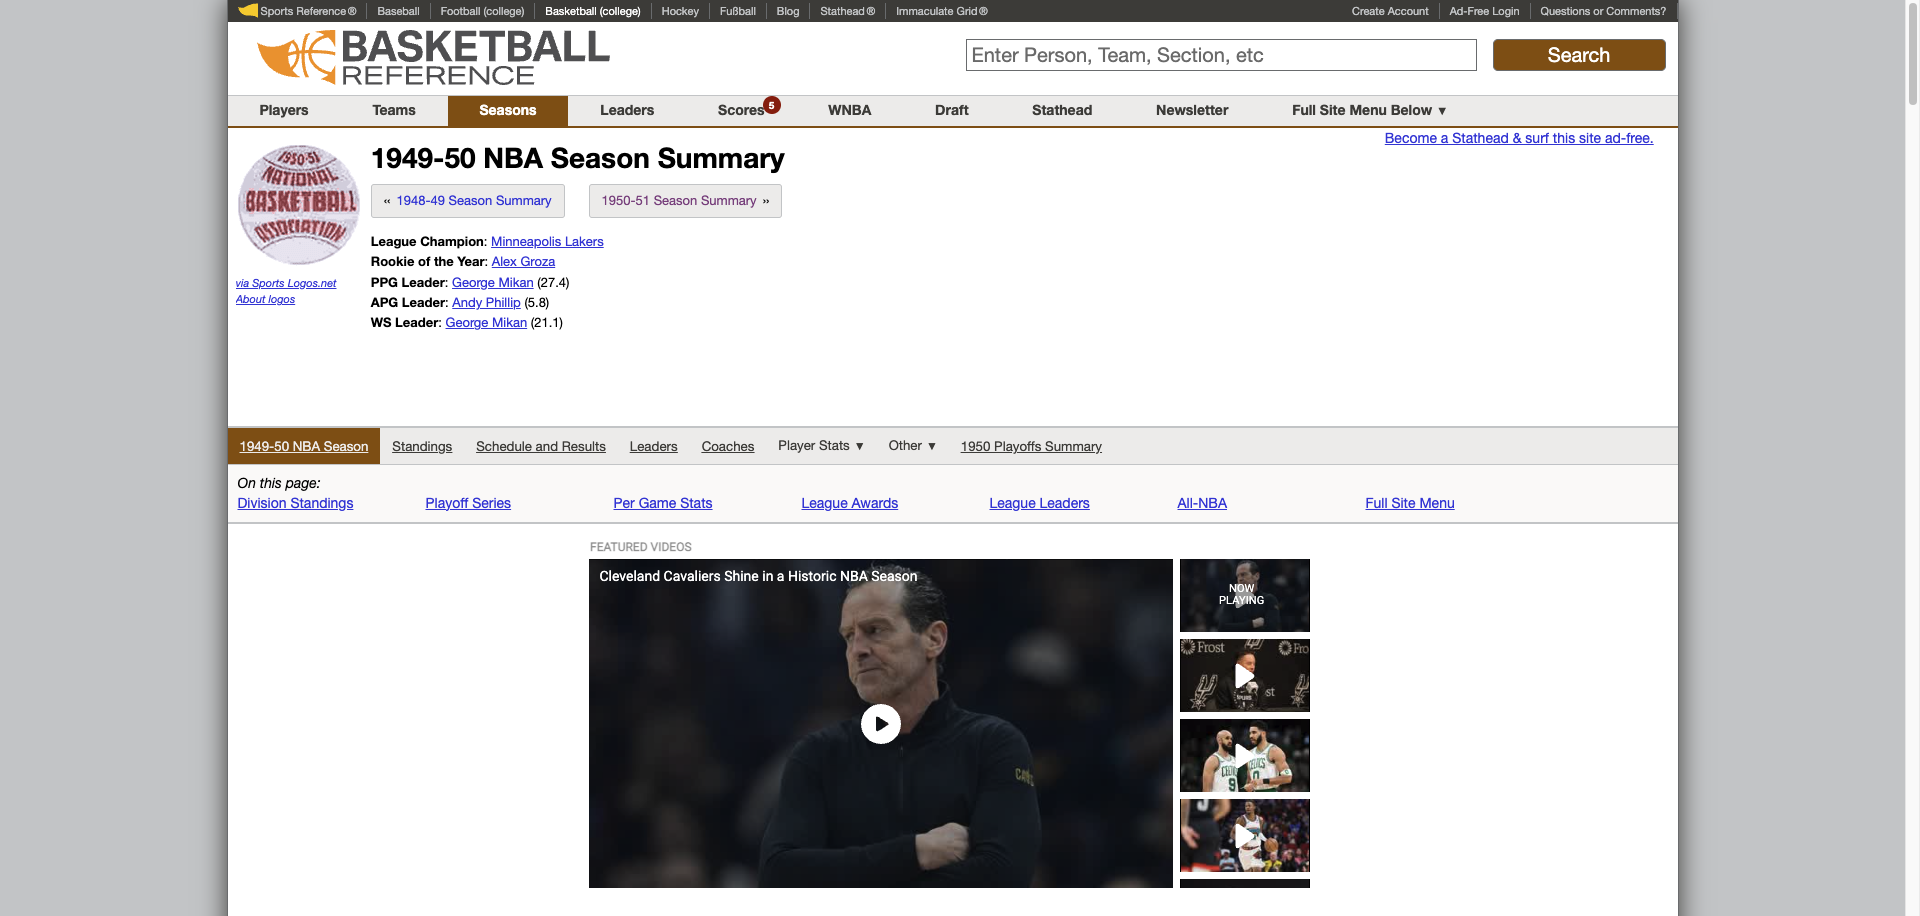 Sports Reference®
Baseball
Football (college)
Basketball (college)
Hockey
Fußball
Blog
Stathead®
Immaculate Grid®
Create Account
Ad-Free Login
Questions or Comments?
BASKETBALL
REFERENCE
Enter Person, Team, Section, etc
Search
Players
Teams
Seasons
Leaders
Scores
5
WNBA
Draft
Stathead
Newsletter
Full Site Menu Below ▼
Become a Stathead & surf this site ad-free.
1950-51
NATIONAL
BASKETBALL
ASSOCIATION
via Sports Logos.net
About logos
1949-50 NBA Season Summary
« 1948-49 Season Summary
1950-51 Season Summary »
League Champion: Minneapolis Lakers
Rookie of the Year: Alex Groza
PPG Leader: George Mikan (27.4)
APG Leader: Andy Phillip (5.8)
WS Leader: George Mikan (21.1)
1949-50 NBA Season
Standings
Schedule and Results
Leaders
Coaches
Player Stats ▼
Other ▼
1950 Playoffs Summary
On this page:
Division Standings
Playoff Series
Per Game Stats
League Awards
League Leaders
All-NBA
Full Site Menu
FEATURED VIDEOS
Cleveland Cavaliers Shine in a Historic NBA Season
NOW
PLAYING
Frost